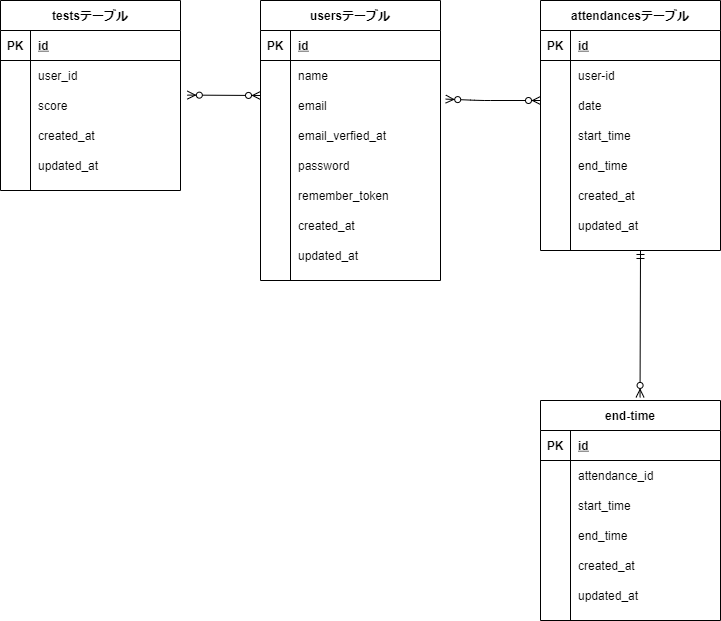 testsテーブル
PK id
user_id
score
created_at
updated_at
usersテーブル
PK id
name
email
email_verfied_at
password
remember_token
created_at
updated_at
attendancesテーブル
PK id
user-id
date
start_time
end_time
created_at
updated_at
end-time
PK id
attendance_id
start_time
end_time
created_at
updated_at